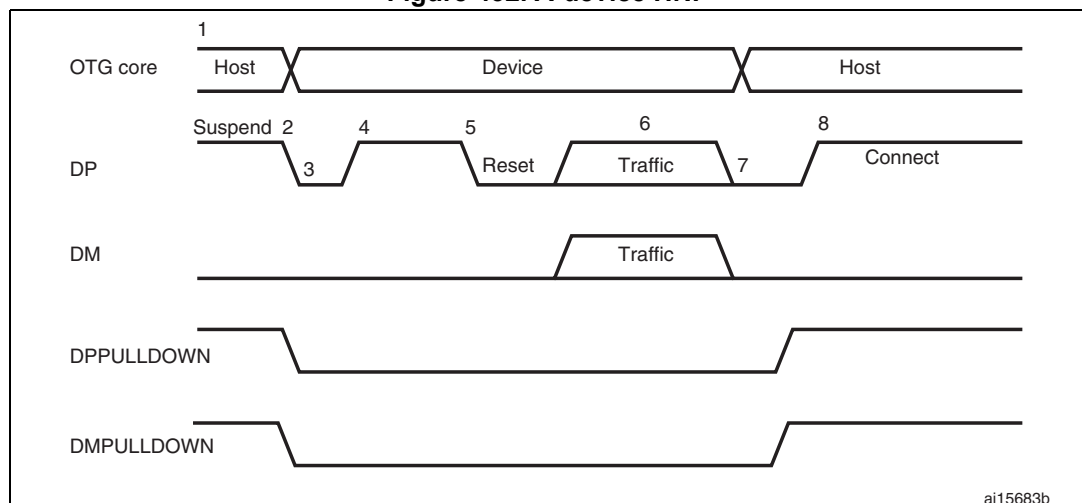 1
OTG core Host Device Host
Suspend 2 4 5 6 8
DP 3 Reset Traffic 7 Connect
DM Traffic
DPPULLDOWN
DMPULLDOWN
ai15683b